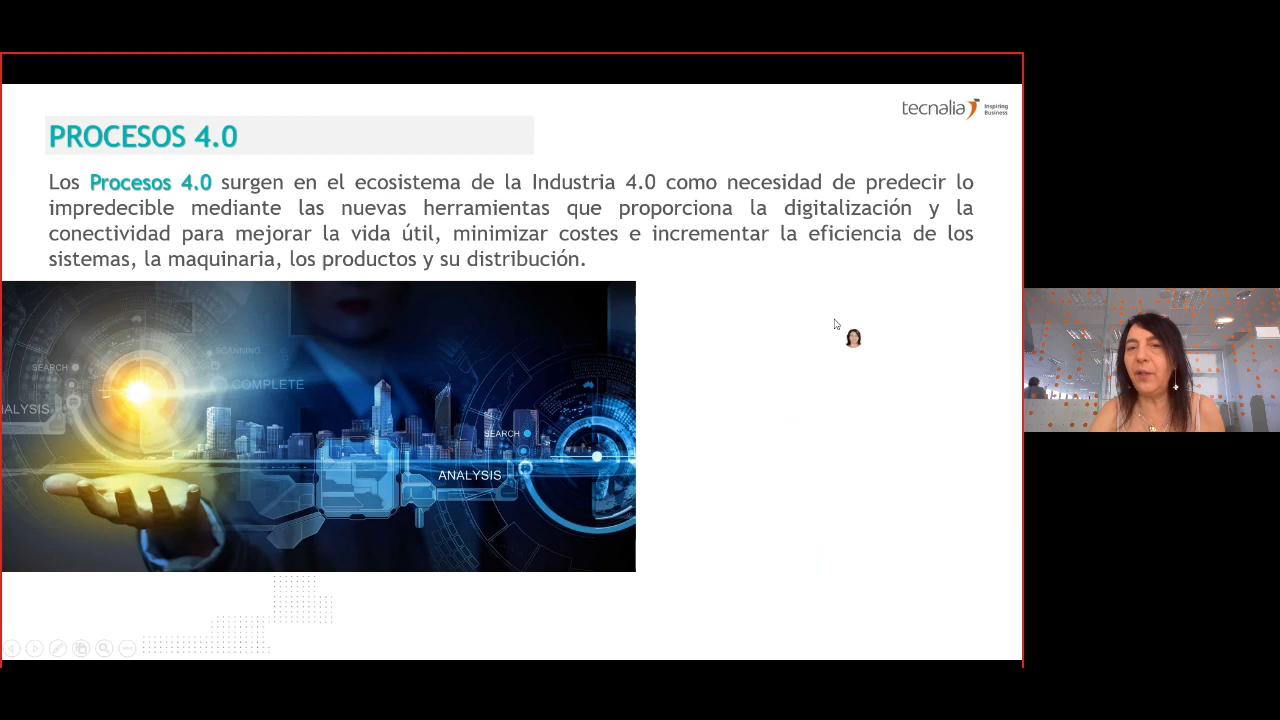 tecnalia Inspiring
Business
PROCESOS 4.0
Los Procesos 4.0 surgen en el ecosistema de la Industria 4.0 como necesidad de predecir lo
impredecible mediante las nuevas herramientas que proporciona la digitalización y la
conectividad para mejorar la vida útil, minimizar costes e incrementar la eficiencia de los
sistemas, la maquinaria, los productos y su distribución.
SCANNING
SEARCH
COMPLETE
ALYSIS
SEARCH
ANALYSIS